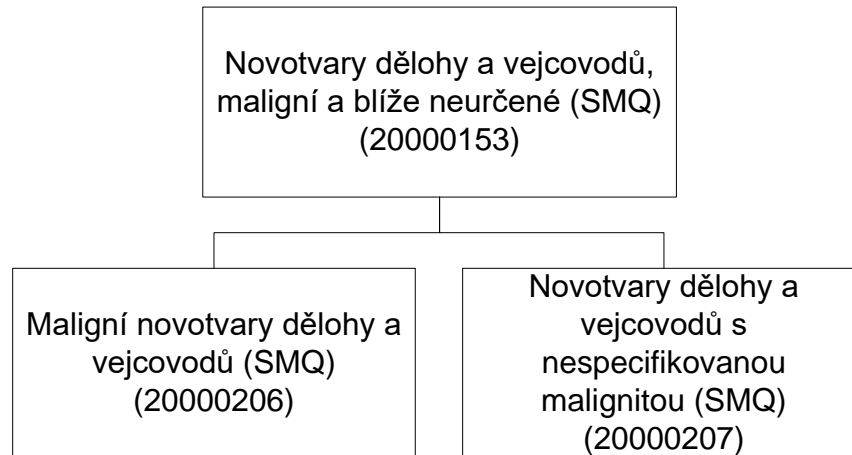 Novotvary dělohy a vejcovodů,
maligní a blíže neurčené (SMQ)
(20000153)
Maligní novotvary dělohy a
vejcovodů (SMQ)
(20000206)
Novotvary dělohy a
vejcovodů s
nespecifikovanou
malignitou (SMQ)
(20000207)